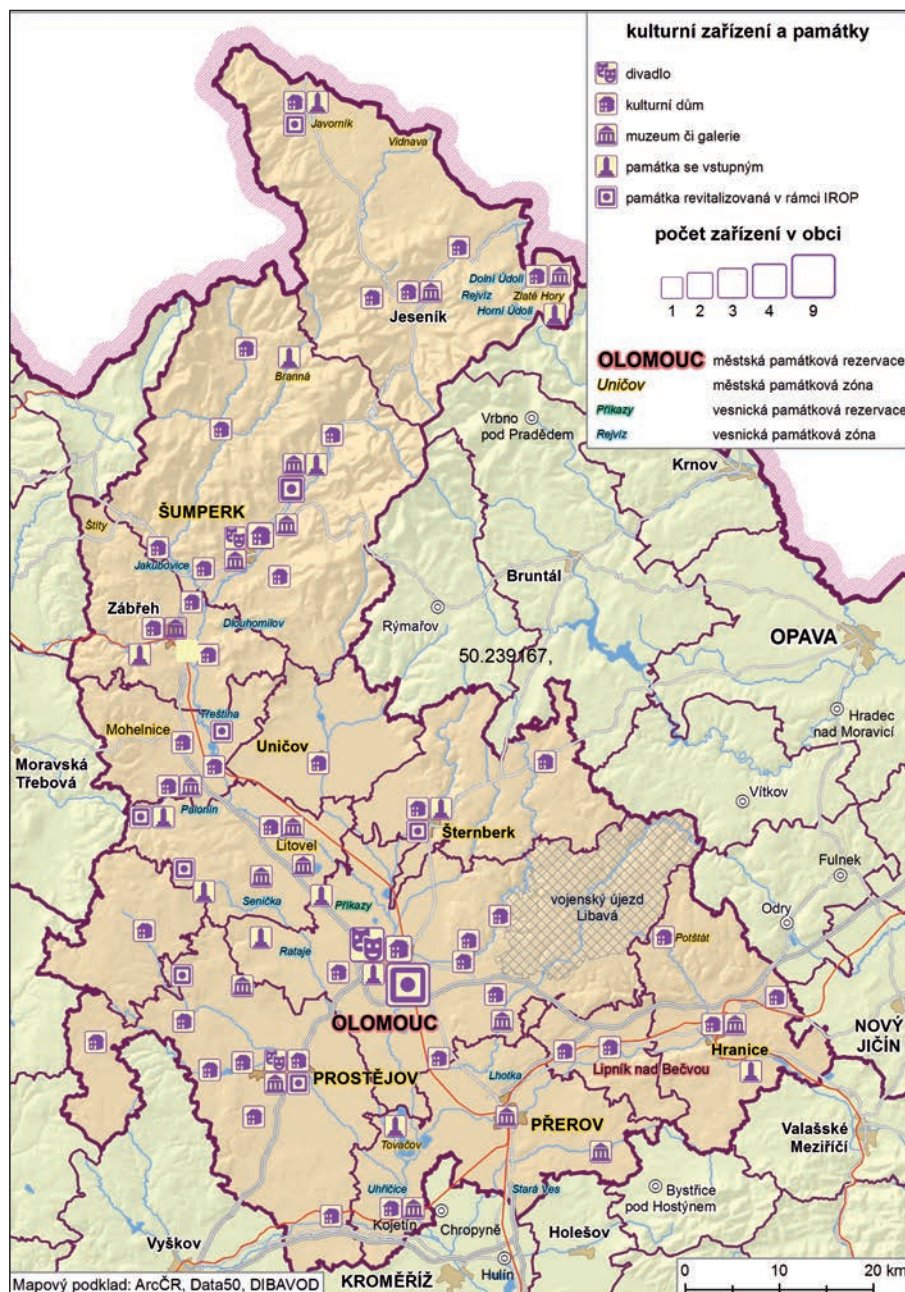 kulturní zařízení a památky
divadlo
kulturní dům
muzeum či galerie
památka se vstupným
památka revitalizovaná v rámci IROP
počet zařízení v obci
1 2 3 4 9
OLOMOUC městská památková rezervace
Uničov městská památková zóna
Příkazy vesnická památková rezervace
Rejvíz vesnická památková zóna
Javorník
Vidnava
Dolní Údolí
Rejvíz
Zlaté Hory
Horní Údolí
Jeseník
Branná
Vrbno
pod Pradědem
Krnov
ŠUMPERK
Štíty
Jakubovice
Bruntál
Zábřeh
Dlouhomilov
Rýmařov
OPAVA
50.239167,
Hradec
nad Moravicí
Třeština
Mohelnice
Uničov
Moravská
Třebová
Vítkov
Palonín
Šternberk
Litovel
Fulnek
vojenský újezd
Libavá
Senička
Příkazy
Odry
Potštát
Rataje
OLOMOUC
NOVÝ
JIČÍN
Hranice
Lipník nad Bečvou
Lhotka
PROSTĚJOV
PŘEROV
Valašské
Meziříčí
Tovačov
Uhřičice
Stará Ves
Bystřice
pod Hostýnem
Kojetín
Chropyně
Holešov
Vyškov
Hulín
KROMĚŘÍŽ
Mapový podklad: ArcČR, Data50, DIBAVOD
0 10 20 km